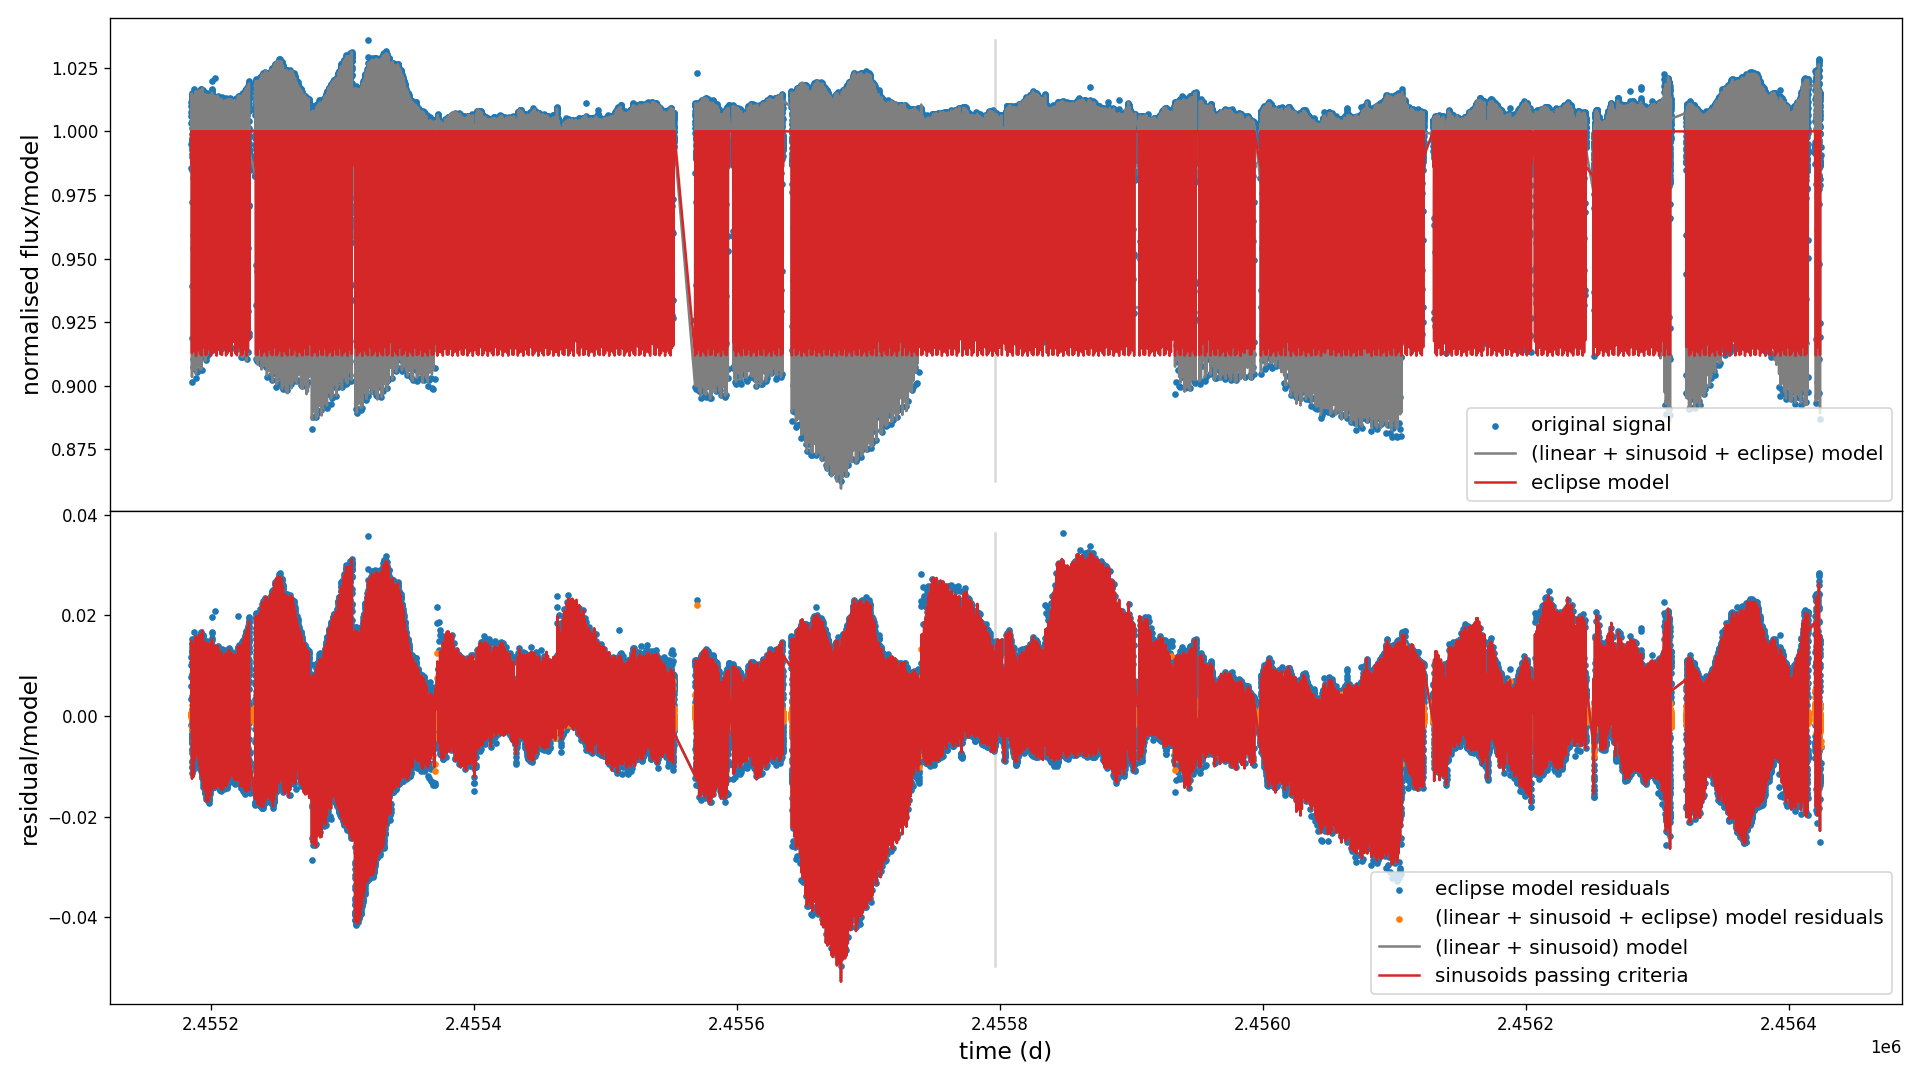 normalised flux/model
1.025
1.000
0.975
0.950
0.925
0.900
0.875
original signal
(linear + sinusoid + eclipse) model
eclipse model
residual/model
0.04
0.02
0.00
−0.02
−0.04
eclipse model residuals
(linear + sinusoid + eclipse) model residuals
(linear + sinusoid) model
sinusoids passing criteria
2.4552
2.4554
2.4556
2.4558
2.4560
2.4562
2.4564
1e6
time (d)